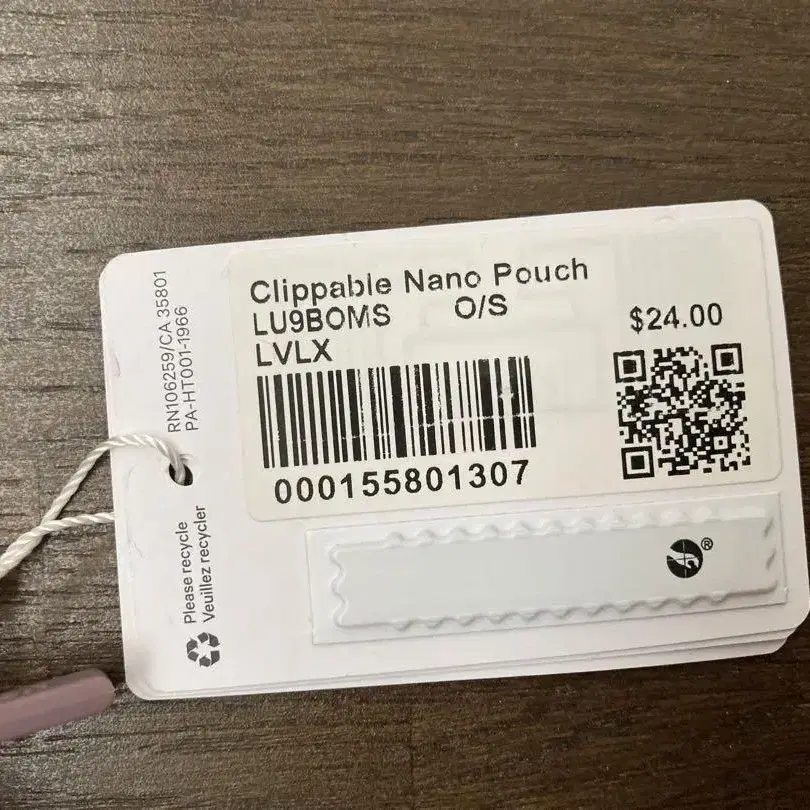 Clippable Nano Pouch
LU9BOMS O/S
$24.00
LVLX
000155801307
RN106259/CA 35801
PA-HT001-1966
Please recycle
Veuillez recycler
®